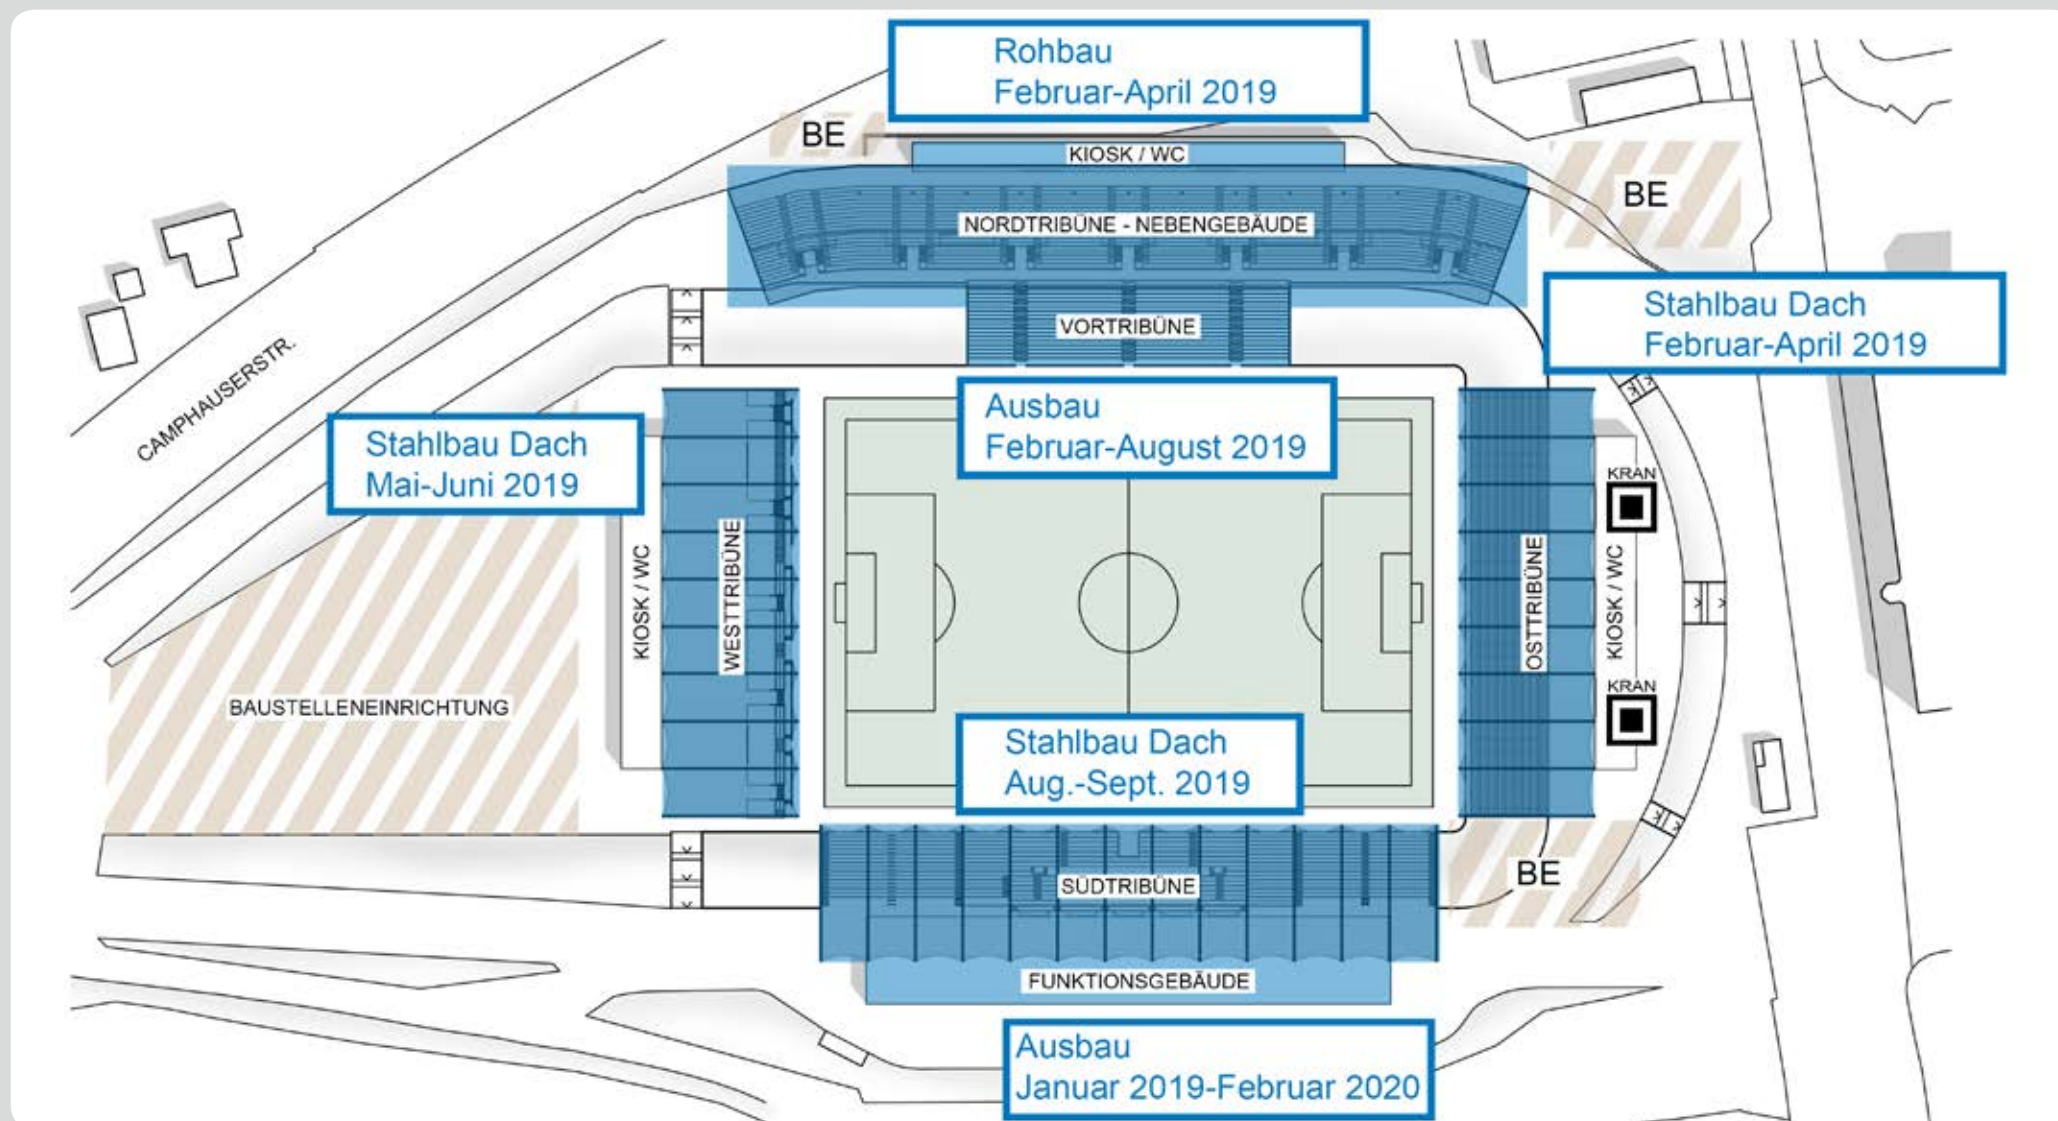 Rohbau
Februar-April 2019
BE
KIOSK / WC
BE
NORDTRIBÜNE - NEBENGEBÄUDE
Stahlbau Dach
Februar-April 2019
VORTRIBÜNE
CAMPHAUSERSTR.
Ausbau
Februar-August 2019
Stahlbau Dach
Mai-Juni 2019
KRAN
KIOSK / WC
WESTTRIBÜNE
OSTTRIBÜNE
KIOSK / WC
KRAN
BAUSTELLENEINRICHTUNG
Stahlbau Dach
Aug.-Sept. 2019
BE
SÜDTRIBÜNE
FUNKTIONSGEBÄUDE
Ausbau
Januar 2019-Februar 2020